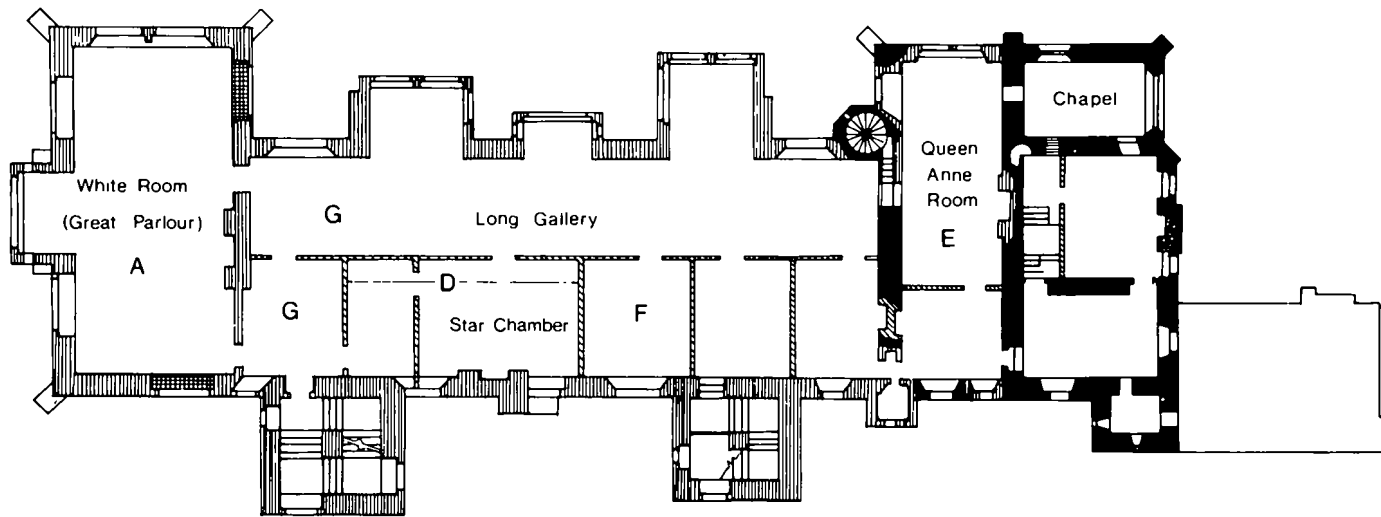 White Room
(Great Parlour)
A
G
Long Gallery
G
D
Star Chamber
F
Queen
Anne
Room
E
Chapel